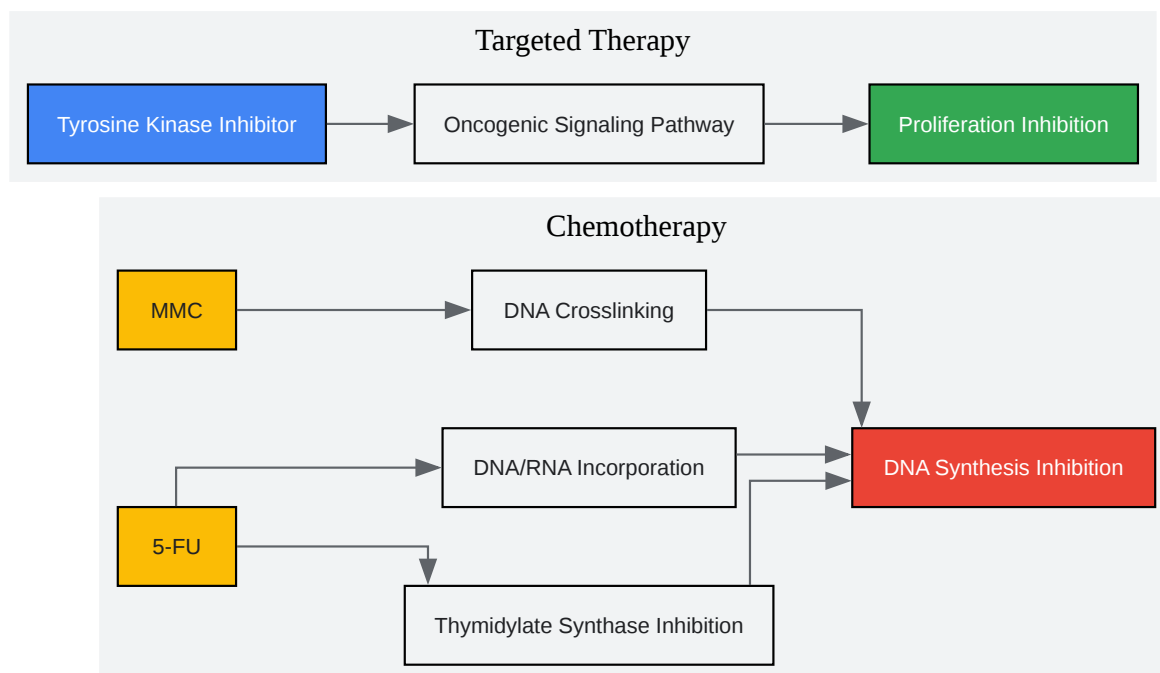 Targeted Therapy
Tyrosine Kinase Inhibitor
Oncogenic Signaling Pathway
Proliferation Inhibition
Chemotherapy
MMC
DNA Crosslinking
DNA/RNA Incorporation
DNA Synthesis Inhibition
5-FU
Thymidylate Synthase Inhibition